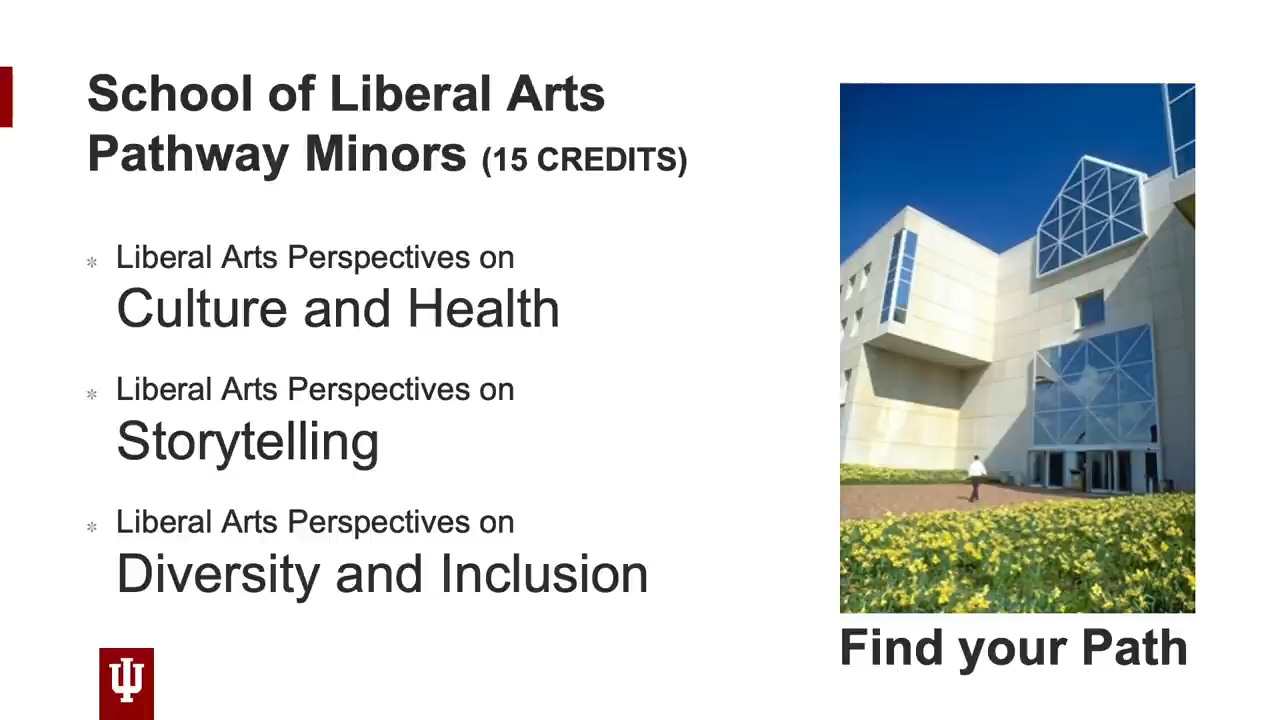 School of Liberal Arts
Pathway Minors (15 CREDITS)
* Liberal Arts Perspectives on
Culture and Health
* Liberal Arts Perspectives on
Storytelling
* Liberal Arts Perspectives on
Diversity and Inclusion
Find your Path